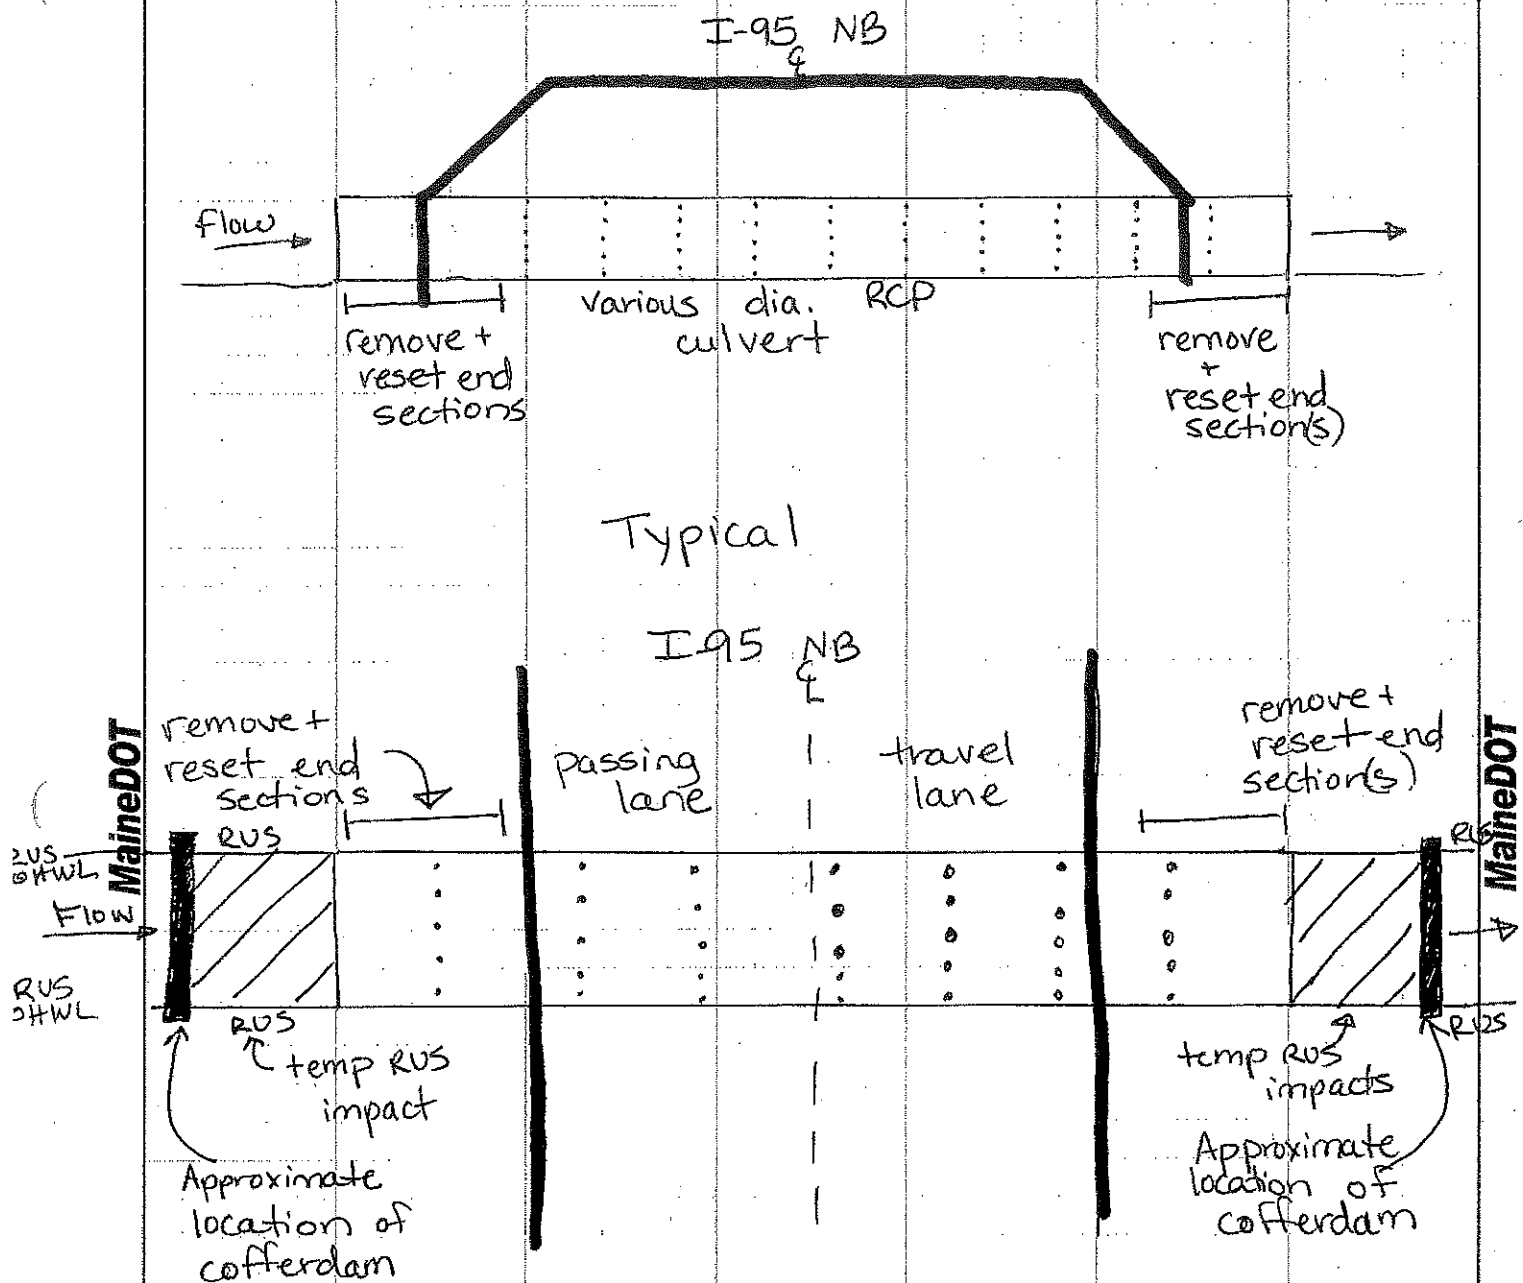 I-95 NB
℄
flow
various dia. RCP
culvert
remove +
reset end
sections
remove
+
reset end
section(s)
Typical
I-95 NB
℄
remove +
reset end
sections
passing
lane
travel
lane
remove +
reset end
section(s)
MaineDOT
MaineDOT
RUS
RUS
RUS
OHWL
Flow
RUS
OHWL
RUS
RUS
temp RUS
impact
temp RUS
impacts
Approximate
location of
cofferdam
Approximate
location of
cofferdam